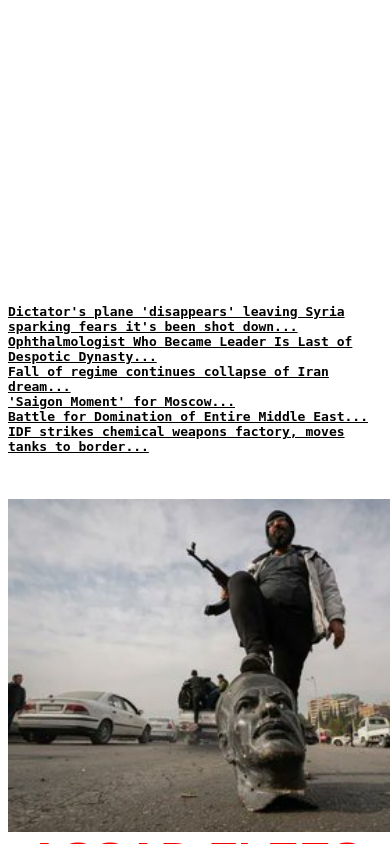 Dictator's plane 'disappears' leaving Syria
sparking fears it's been shot down...
Ophthalmologist Who Became Leader Is Last of
Despotic Dynasty...
Fall of regime continues collapse of Iran
dream...
'Saigon Moment' for Moscow...
Battle for Domination of Entire Middle East...
IDF strikes chemical weapons factory, moves
tanks to border...